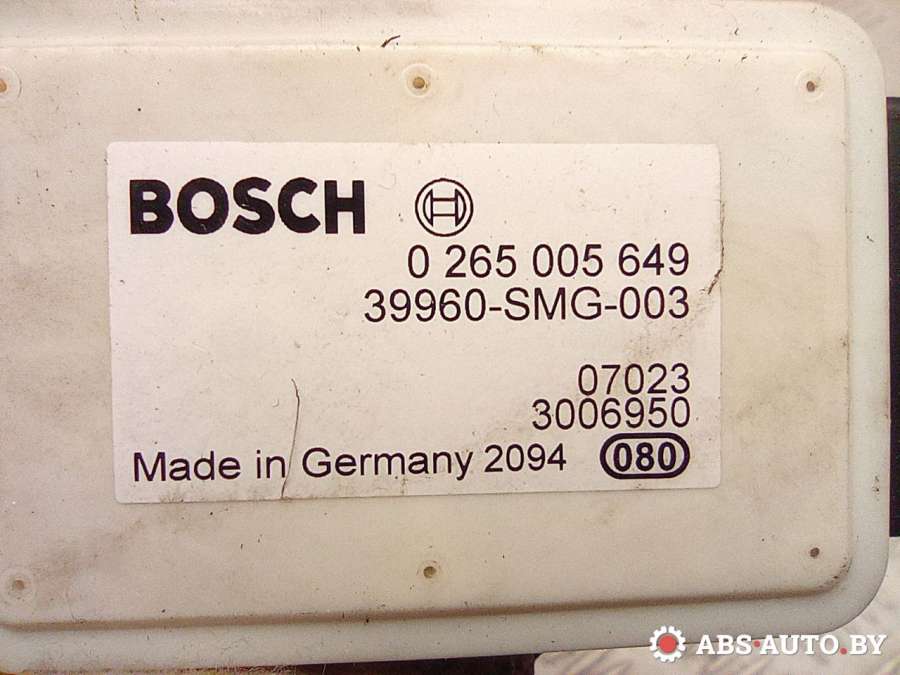 BOSCH
0 265 005 649
39960-SMG-003
07023
3006950
Made in Germany 2094 080
ABS-AUTO.BY